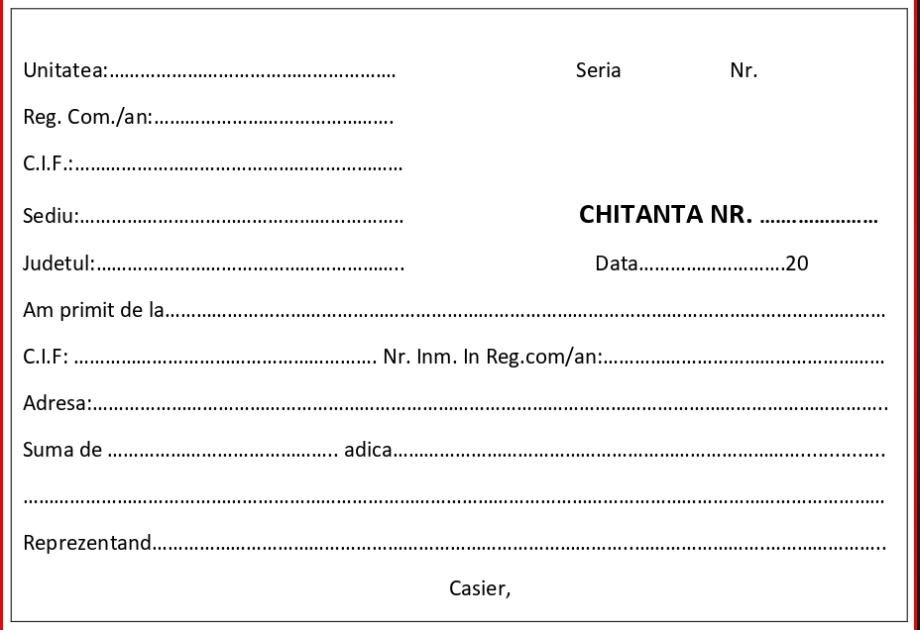 Unitatea:.................................................... Seria Nr.
Reg. Com./an:............................................
C.I.F.:............................................................
Sediu:............................................................ CHITANTA NR. ......................
Judetul:......................................................... Data...........................20
Am primit de la....................................................................................................................................
C.I.F: ........................................................ Nr. Inm. In Reg.com/an:....................................................
Adresa:..................................................................................................................................................
Suma de ........................................... adica..........................................................................................
................................................................................................................................................................
Reprezentand........................................................................................................................................
Casier,